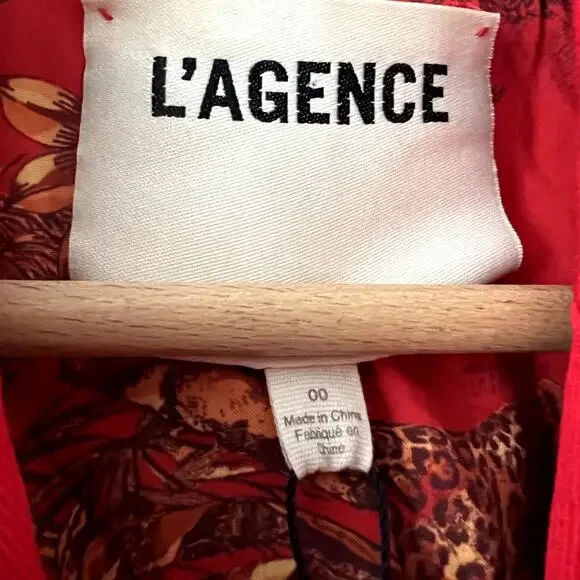 L'AGENCE
00
Made in China
Fabriqué en
Chine